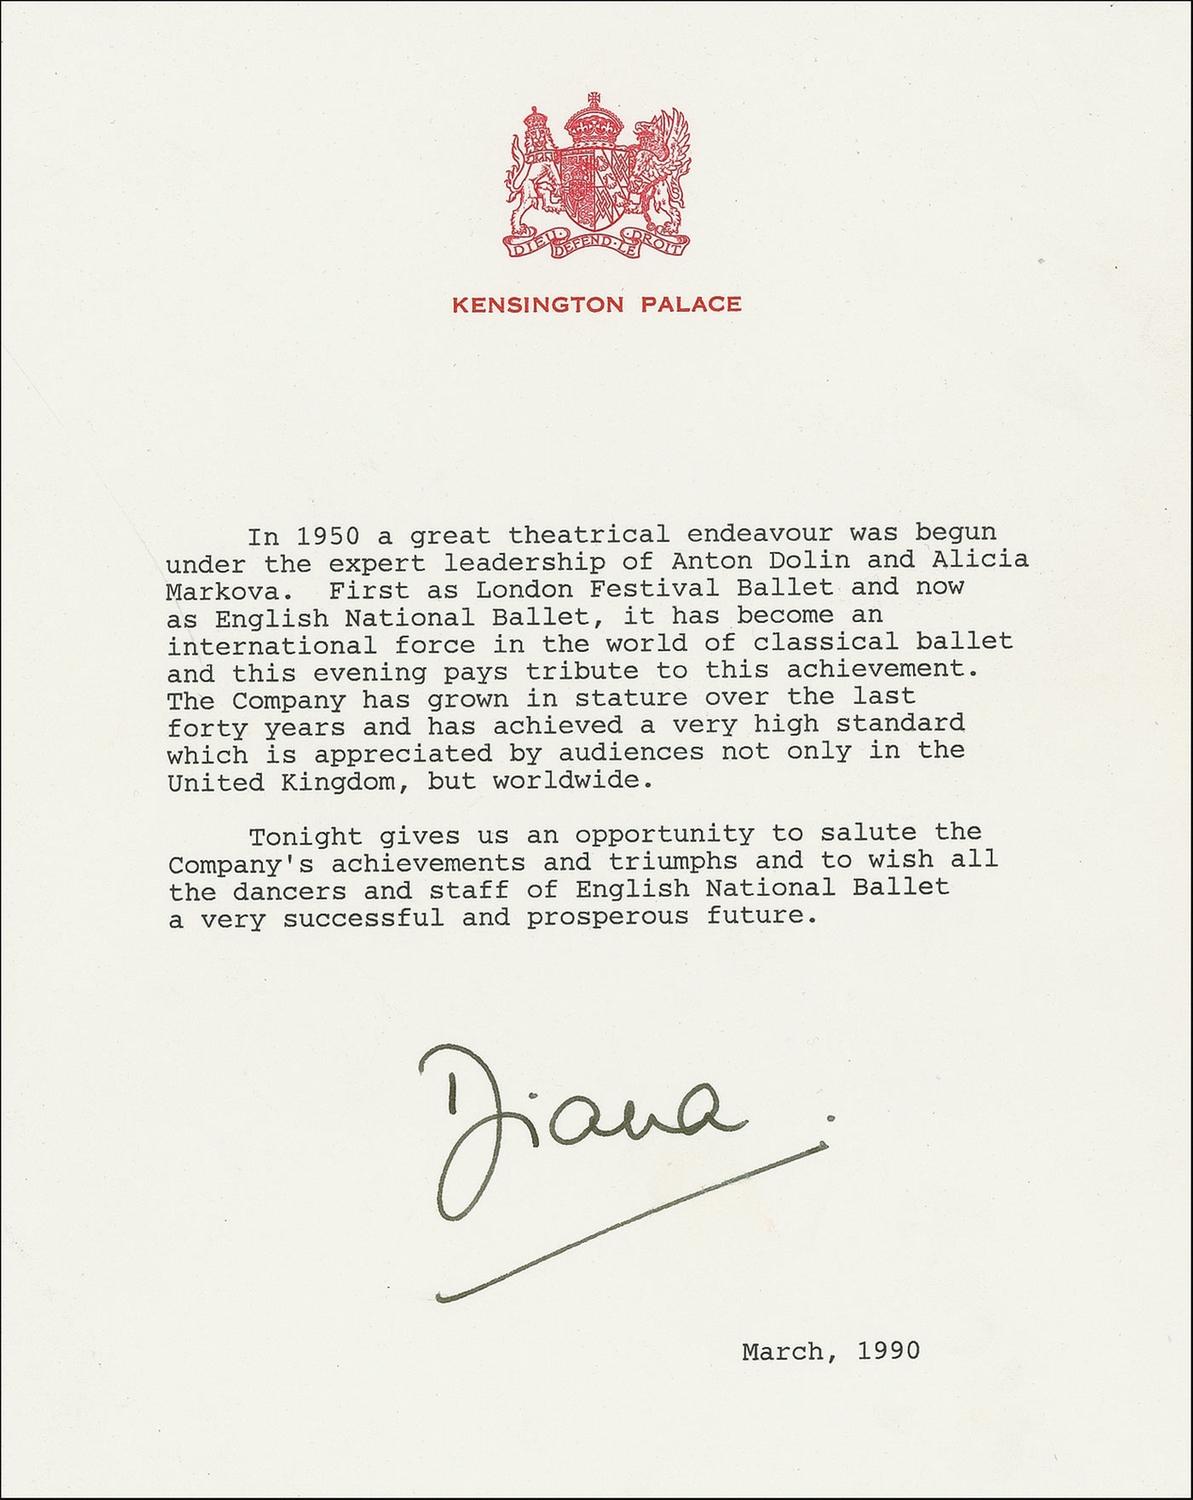 DIEU · DEFEND · LE · DROIT
KENSINGTON PALACE
In 1950 a great theatrical endeavour was begun
under the expert leadership of Anton Dolin and Alicia
Markova.  First as London Festival Ballet and now
as English National Ballet, it has become an
international force in the world of classical ballet
and this evening pays tribute to this achievement.
The Company has grown in stature over the last
forty years and has achieved a very high standard
which is appreciated by audiences not only in the
United Kingdom, but worldwide.
Tonight gives us an opportunity to salute the
Company's achievements and triumphs and to wish all
the dancers and staff of English National Ballet
a very successful and prosperous future.
Diana.
March, 1990